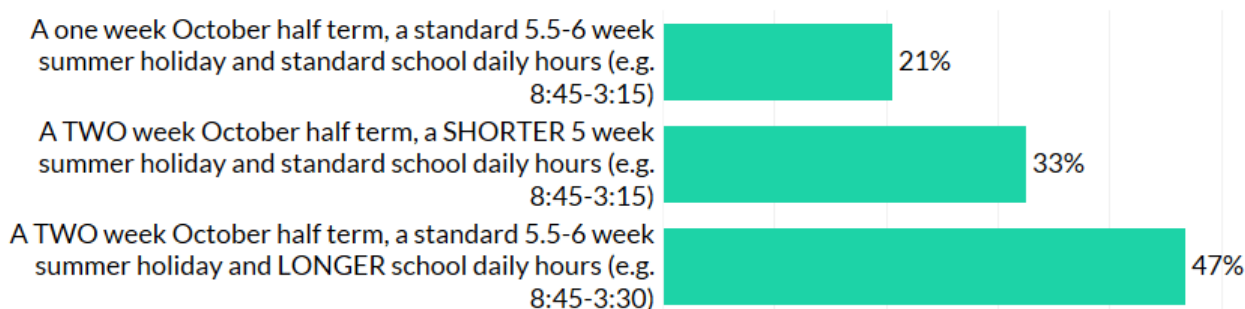 A one week October half term, a standard 5.5-6 week
summer holiday and standard school daily hours (e.g.
8:45-3:15)
21%
A TWO week October half term, a SHORTER 5 week
summer holiday and standard school daily hours (e.g.
8:45-3:15)
33%
A TWO week October half term, a standard 5.5-6 week
summer holiday and LONGER school daily hours (e.g.
8:45-3:30)
47%